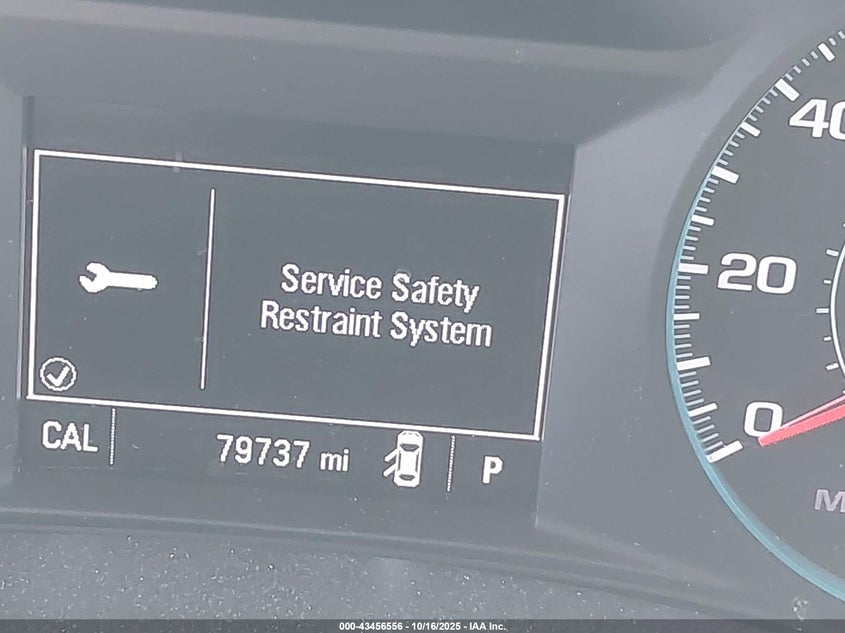 40
20
0
Service Safety
Restraint System
CAL
79737 mi
P
M
000-43456556 - 10/16/2025 - IAA Inc.